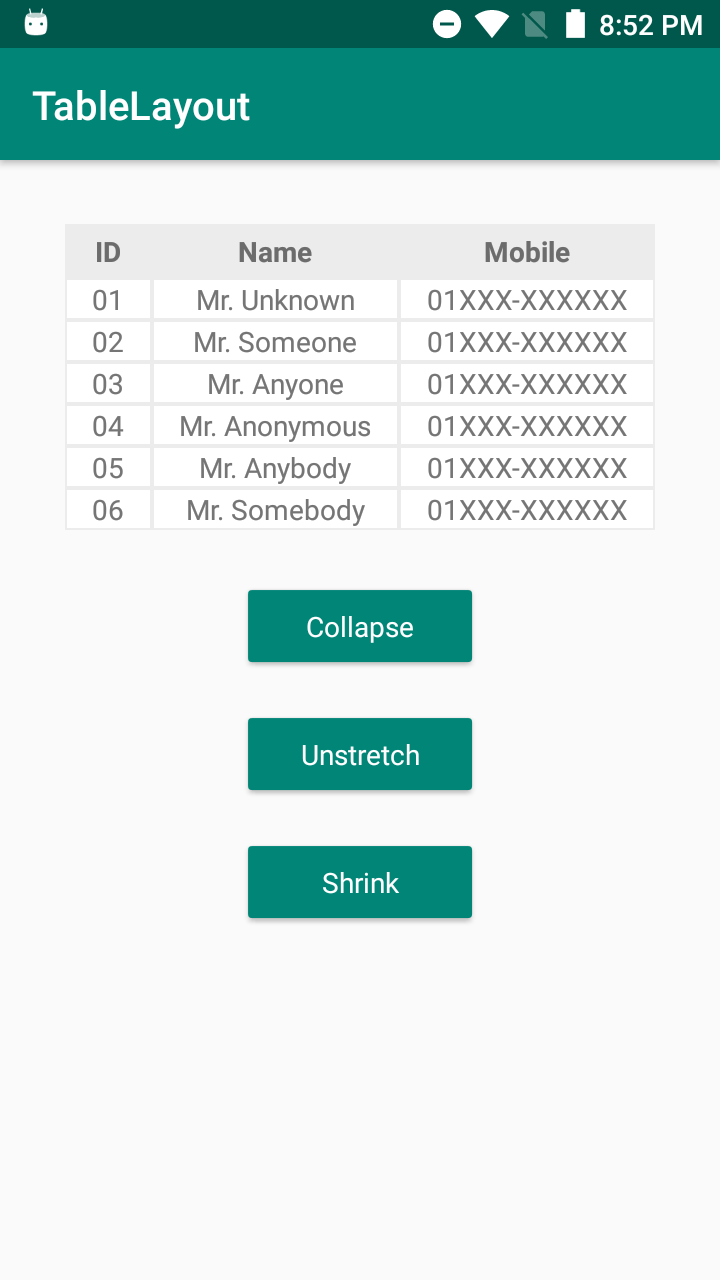 8:52 PM
TableLayout
ID Name Mobile
01 Mr. Unknown 01XXX-XXXXXX
02 Mr. Someone 01XXX-XXXXXX
03 Mr. Anyone 01XXX-XXXXXX
04 Mr. Anonymous 01XXX-XXXXXX
05 Mr. Anybody 01XXX-XXXXXX
06 Mr. Somebody 01XXX-XXXXXX
Collapse
Unstretch
Shrink